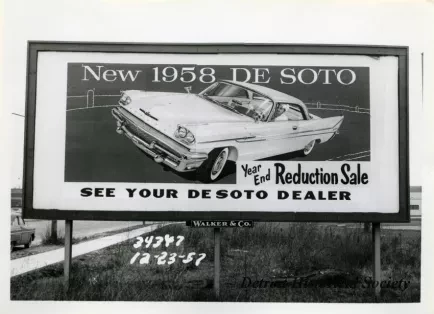 New 1958 DE SOTO
Year End Reduction Sale
SEE YOUR DE SOTO DEALER
WALKER & CO.
34347
12-23-57
Detroit Historical Society